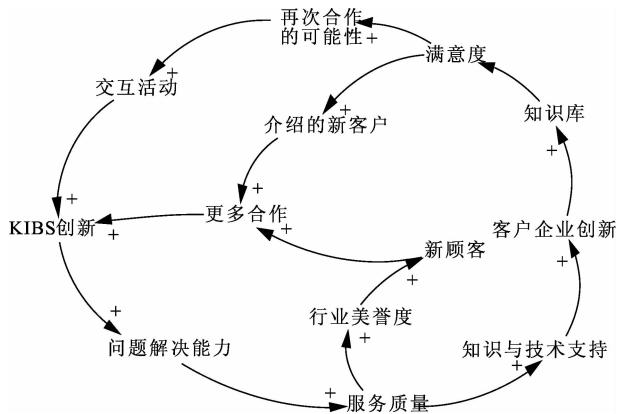 再次合作
的可能性+
满意度
+
交互活动
+
介绍的新客户
知识库
+
+
+
更多合作
KIBS创新
+
+
客户企业创新
新顾客
+
+
+
行业美誉度
问题解决能力
+
知识与技术支持
+
+
服务质量